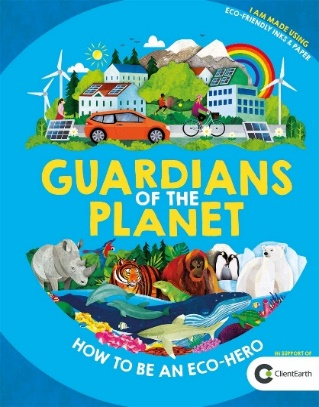 I AM MADE USING
ECO-FRIENDLY INKS & PAPER
GUARDIANS
OF THE
PLANET
HOW TO BE AN ECO-HERO
IN SUPPORT OF
ClientEarth